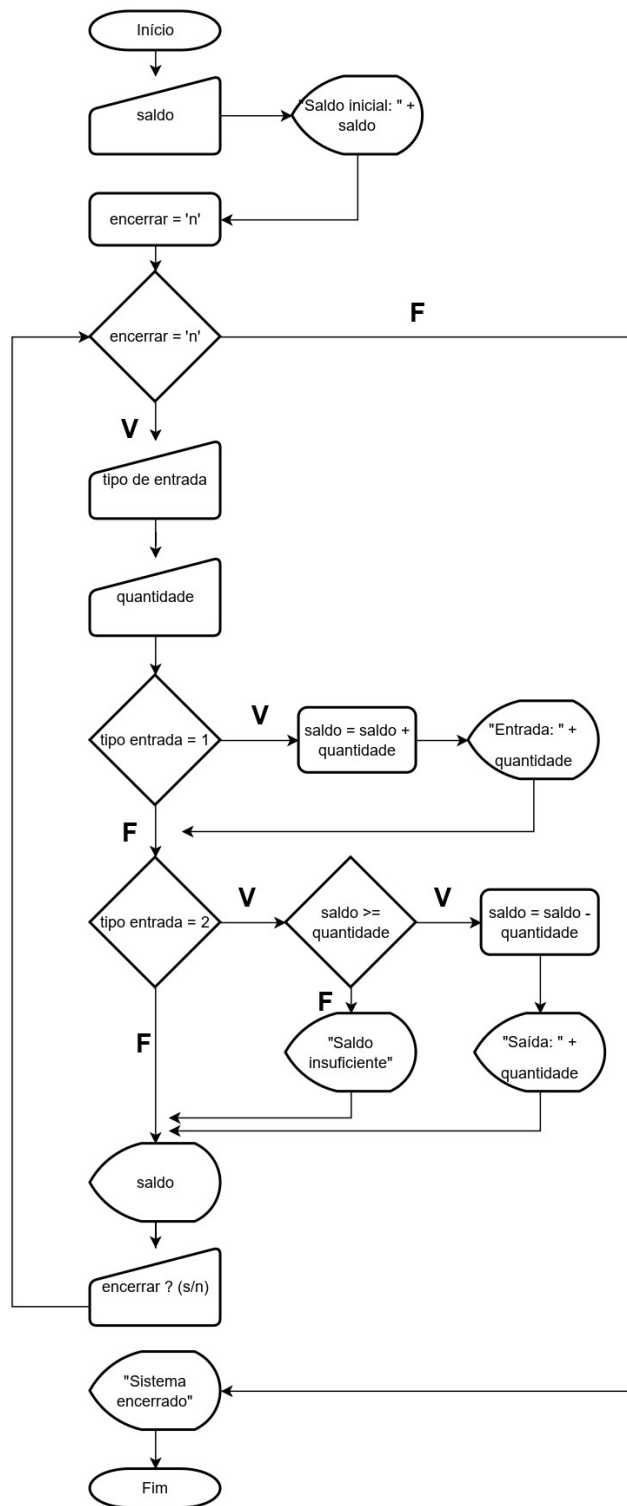 Início
saldo
"Saldo inicial: " +
saldo
encerrar = 'n'
encerrar = 'n'
F
V
tipo de entrada
quantidade
tipo entrada = 1
V
saldo = saldo +
quantidade
"Entrada: " +
quantidade
F
tipo entrada = 2
V
saldo >=
quantidade
V
saldo = saldo -
quantidade
F
F
"Saldo
insuficiente"
"Saída: " +
quantidade
saldo
encerrar ? (s/n)
"Sistema
encerrado"
Fim